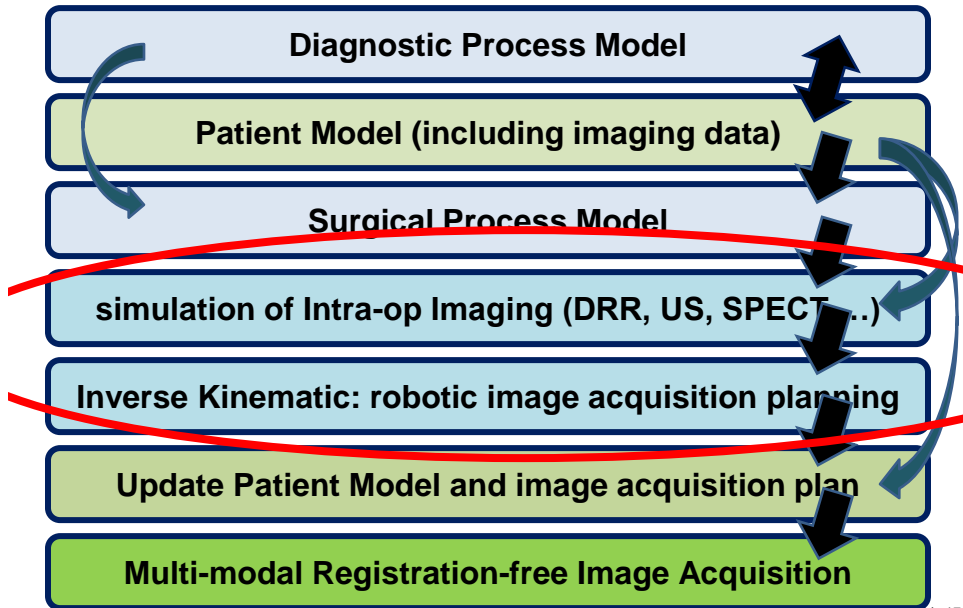 Diagnostic Process Model
Patient Model (including imaging data)
Surgical Process Model
simulation of Intra-op Imaging (DRR, US, SPECT, …)
Inverse Kinematic: robotic image acquisition planning
Update Patient Model and image acquisition plan
Multi-modal Registration-free Image Acquisition